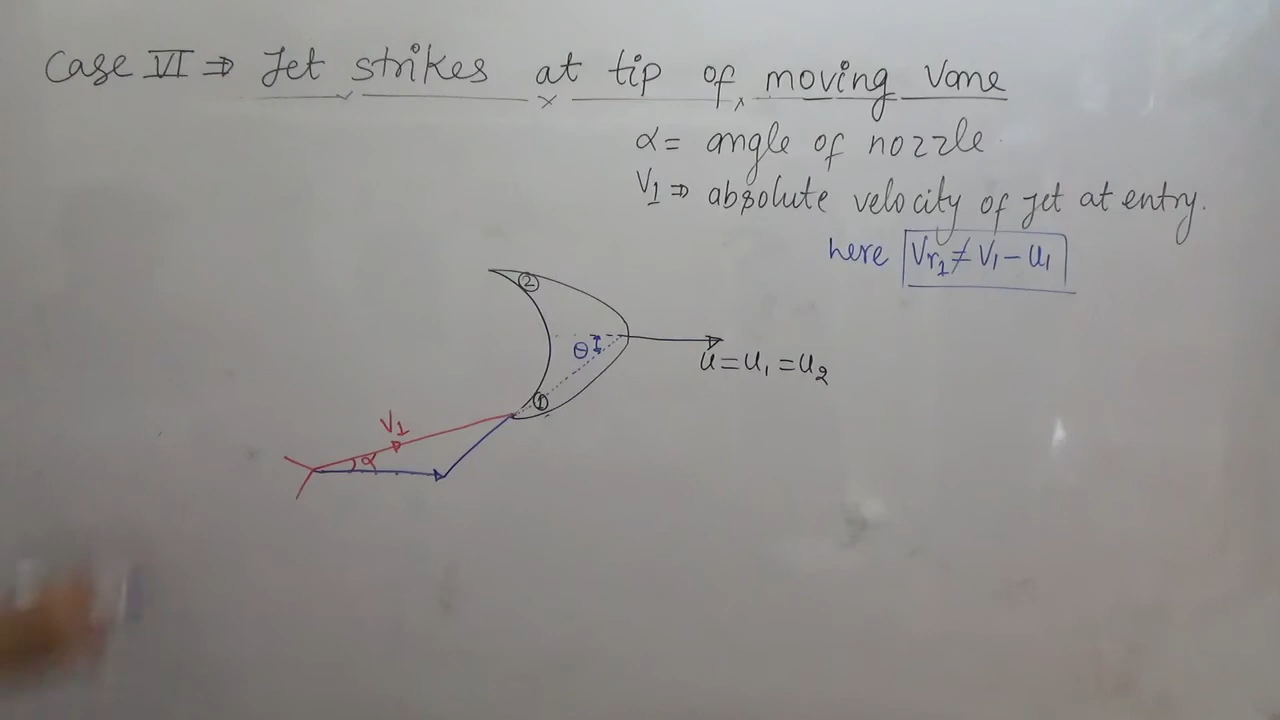 Case VI ⇒ Jet strikes at tip of moving Vane
α = angle of nozzle.
V1 ⇒ absolute velocity of jet at entry.
here Vr1 ≠ V1 - u1
2
θ
u = u1 = u2
1
V1
α